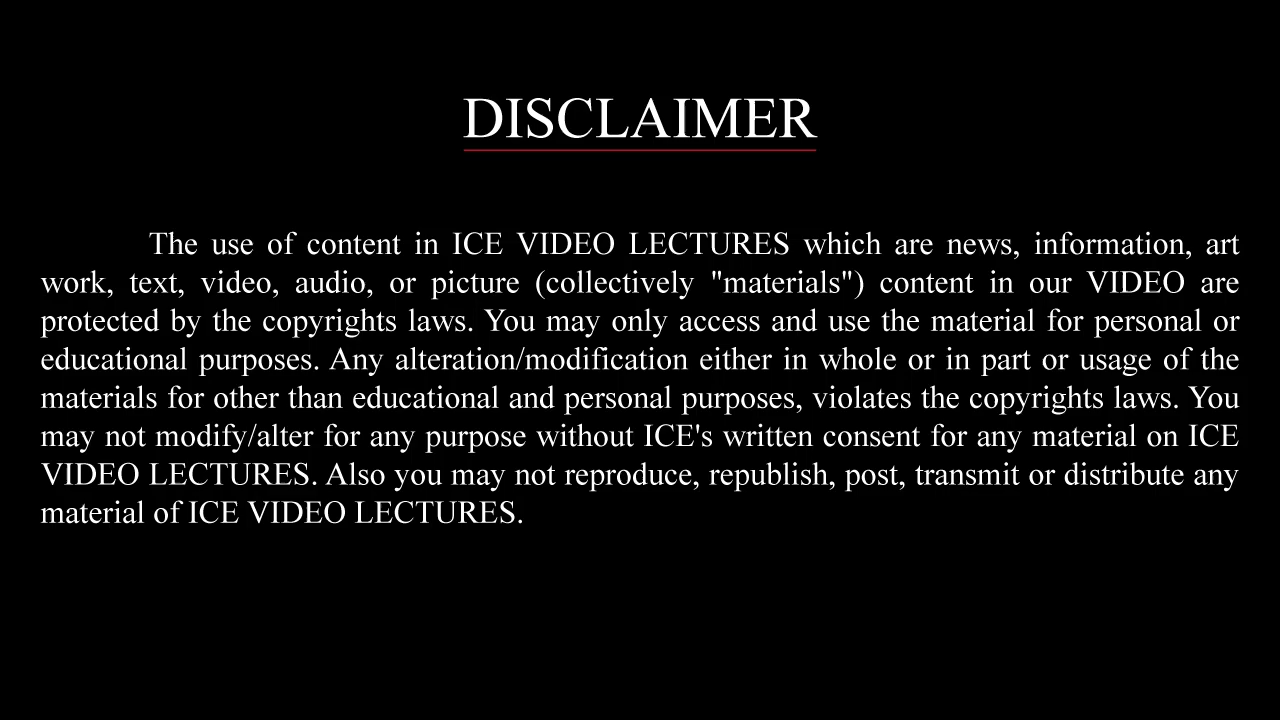 DISCLAIMER
The use of content in ICE VIDEO LECTURES which are news, information, art
work, text, video, audio, or picture (collectively "materials") content in our VIDEO are
protected by the copyrights laws. You may only access and use the material for personal or
educational purposes. Any alteration/modification either in whole or in part or usage of the
materials for other than educational and personal purposes, violates the copyrights laws. You
may not modify/alter for any purpose without ICE's written consent for any material on ICE
VIDEO LECTURES. Also you may not reproduce, republish, post, transmit or distribute any
material of ICE VIDEO LECTURES.